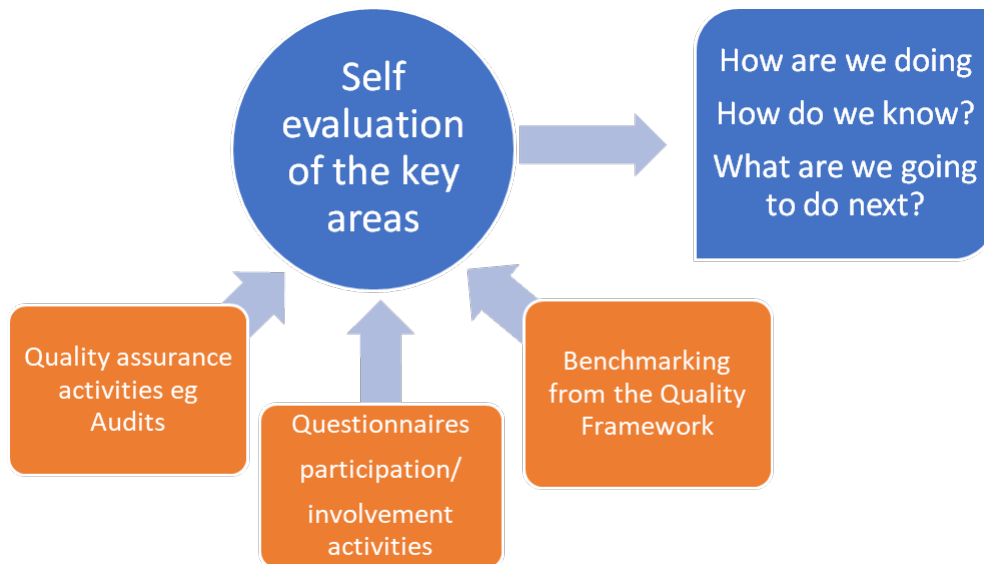 Self
evaluation
of the key
areas
How are we doing
How do we know?
What are we going
to do next?
Quality assurance
activities eg
Audits
Questionnaires
participation/
involvement
activities
Benchmarking
from the Quality
Framework